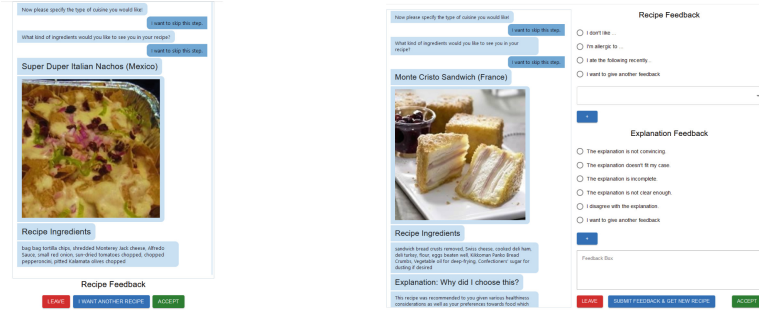 Now please specify the type of cuisine you would like!
I want to skip this step.
What kind of ingredients would you like to see in your recipe?
I want to skip this step.
Super Duper Italian Nachos (Mexico)
Recipe Ingredients
bag bag tortilla chips, shredded Monterey Jack cheese, Alfredo
Sauce, small red onion, sun-dried tomatoes chopped, chopped
pepperoncini, pitted Kalamata olives chopped
Recipe Feedback
LEAVE
I WANT ANOTHER RECIPE
ACCEPT
Now please specify the type of cuisine you would like!
I want to skip this step.
What kind of ingredients would you like to see in your
recipe?
I want to skip this step.
Monte Cristo Sandwich (France)
Recipe Ingredients
sandwich bread crusts removed, Swiss cheese, cooked deli ham,
deli turkey, flour, eggs beaten well, Kikkoman Panko Bread
Crumbs, vegetable oil for deep-frying, Confectioners' sugar for
dusting if desired
Explanation: Why did I choose this?
This recipe was recommended to you given various healthiness
considerations as well as your preferences towards food which
Recipe Feedback
I don't like ...
I'm allergic to ...
I ate the following recently...
I want to give another feedback
+
Explanation Feedback
The explanation is not convincing.
The explanation doesn't fit my case.
The explanation is incomplete.
The explanation is not clear enough.
I disagree with the explanation.
I want to give another feedback
+
Feedback Box
LEAVE
SUBMIT FEEDBACK & GET NEW RECIPE
ACCEPT